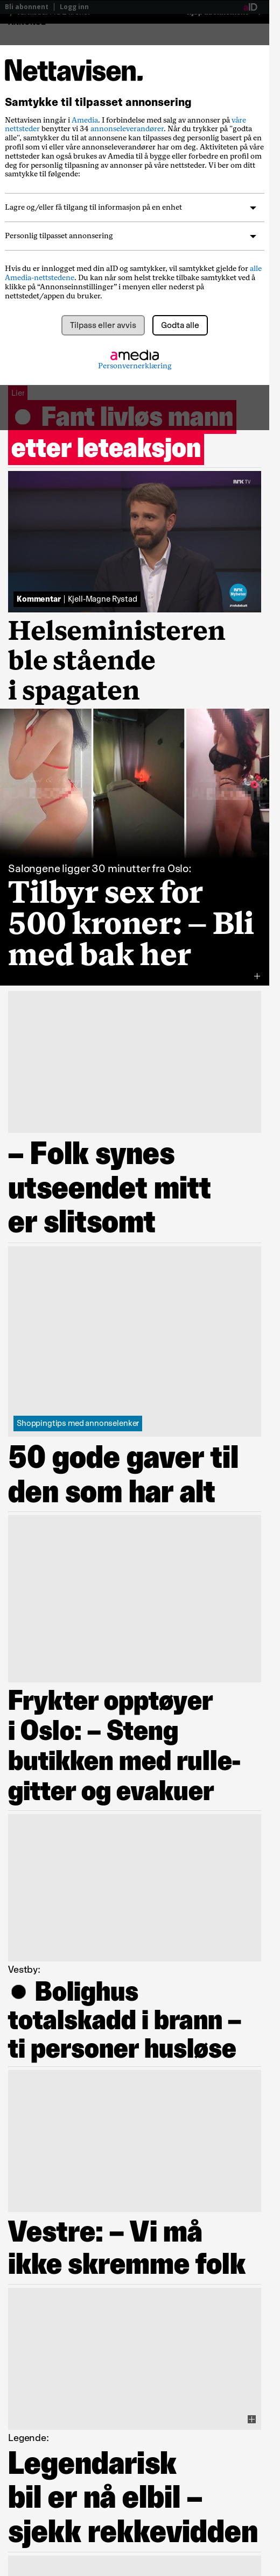 Bli abonnent | Logg inn
aID
Nettavisen.
Samtykke til tilpasset annonsering
Nettavisen inngår i Amedia. I forbindelse med salg av annonser på våre
nettsteder benytter vi 34 annonseleverandører. Når du trykker på "godta
alle", samtykker du til at annonser kan tilpasses deg personlig basert på en
profil som vi eller våre annonseleverandører har om deg. Aktiviteten på våre
nettsteder kan også brukes av Amedia til å bygge eller forbedre en profil om
deg for personlig tilpasning av annonser på våre nettsteder. Vi ber om ditt
samtykke til følgende:
Lagre og/eller få tilgang til informasjon på en enhet
Personlig tilpasset annonsering
Hvis du er innlogget med din aID og samtykker, vil samtykket gjelde for alle
Amedia-nettstedene. Du kan når som helst trekke tilbake samtykket ved å
klikke på “Annonseinnstillinger” i menyen eller nederst på
nettstedet/appen du bruker.
Tilpass eller avvis
Godta alle
amedia
Personvernerklæring
Lier
Fant livløs mann
etter leteaksjon
NRK TV
NRK
Nyheter
Kommentar | Kjell-Magne Rystad
Helseministeren
ble stående
i spagaten
Salongene ligger 30 minutter fra Oslo:
Tilbyr sex for
500 kroner: – Bli
med bak her
– Folk synes
utseendet mitt
er slitsomt
Shoppingtips med annonselenker
50 gode gaver til
den som har alt
Frykter opptøyer
i Oslo: – Steng
butikken med rulle-
gitter og evakuer
Vestby:
Bolighus
totalskadd i brann –
ti personer husløse
Vestre: – Vi må
ikke skremme folk
Legende:
Legendarisk
bil er nå elbil –
sjekk rekkevidden